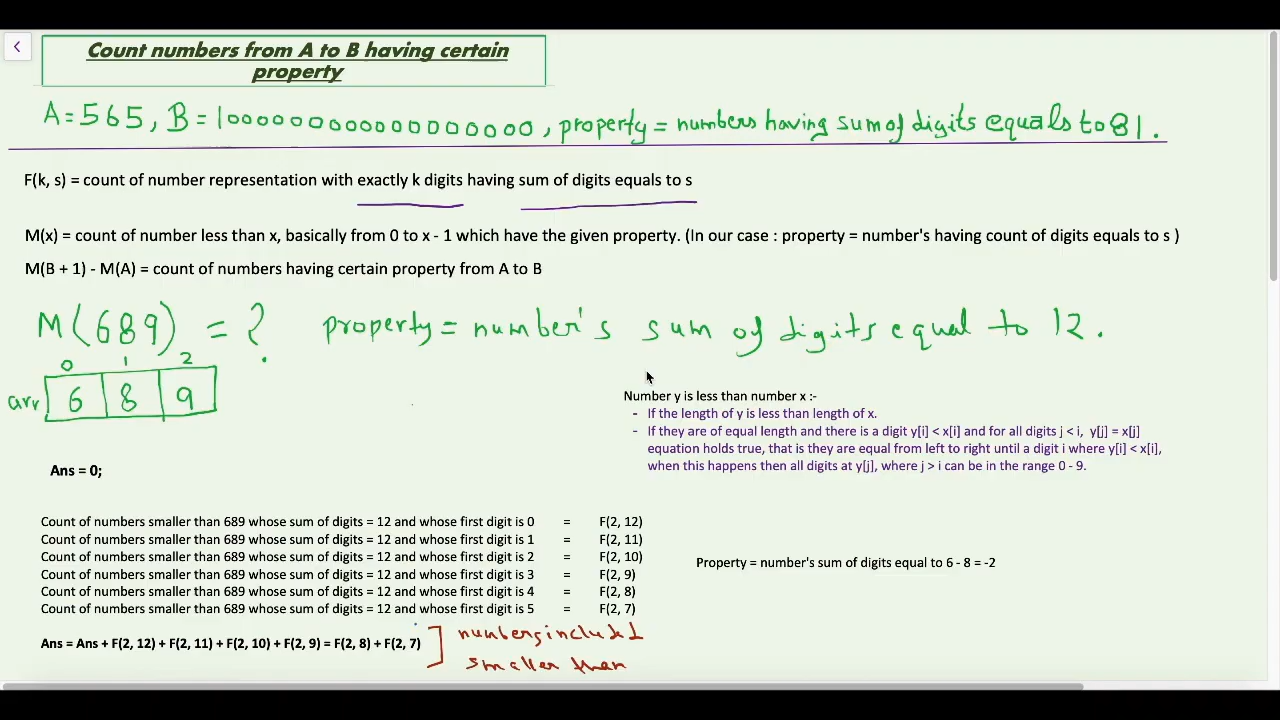 Count numbers from A to B having certain
property
A = 565, B = 1000000000000000000, property = numbers having sum of digits equals to 81.
F(k, s) = count of number representation with exactly k digits having sum of digits equals to s
M(x) = count of number less than x, basically from 0 to x - 1 which have the given property. (In our case : property = number's having count of digits equals to s )
M(B + 1) - M(A) = count of numbers having certain property from A to B
M(689) = ? property = number's sum of digits equal to 12.
0 1 2
arr 6 8 9
Number y is less than number x :-
- If the length of y is less than length of x.
- If they are of equal length and there is a digit y[i] < x[i] and for all digits j < i, y[j] = x[j]
equation holds true, that is they are equal from left to right until a digit i where y[i] < x[i],
when this happens then all digits at y[j], where j > i can be in the range 0 - 9.
Ans = 0;
Count of numbers smaller than 689 whose sum of digits = 12 and whose first digit is 0 = F(2, 12)
Count of numbers smaller than 689 whose sum of digits = 12 and whose first digit is 1 = F(2, 11)
Count of numbers smaller than 689 whose sum of digits = 12 and whose first digit is 2 = F(2, 10)
Property = number's sum of digits equal to 6 - 8 = -2
Count of numbers smaller than 689 whose sum of digits = 12 and whose first digit is 3 = F(2, 9)
Count of numbers smaller than 689 whose sum of digits = 12 and whose first digit is 4 = F(2, 8)
Count of numbers smaller than 689 whose sum of digits = 12 and whose first digit is 5 = F(2, 7)
Ans = Ans + F(2, 12) + F(2, 11) + F(2, 10) + F(2, 9) = F(2, 8) + F(2, 7) ] numbers included
smaller than